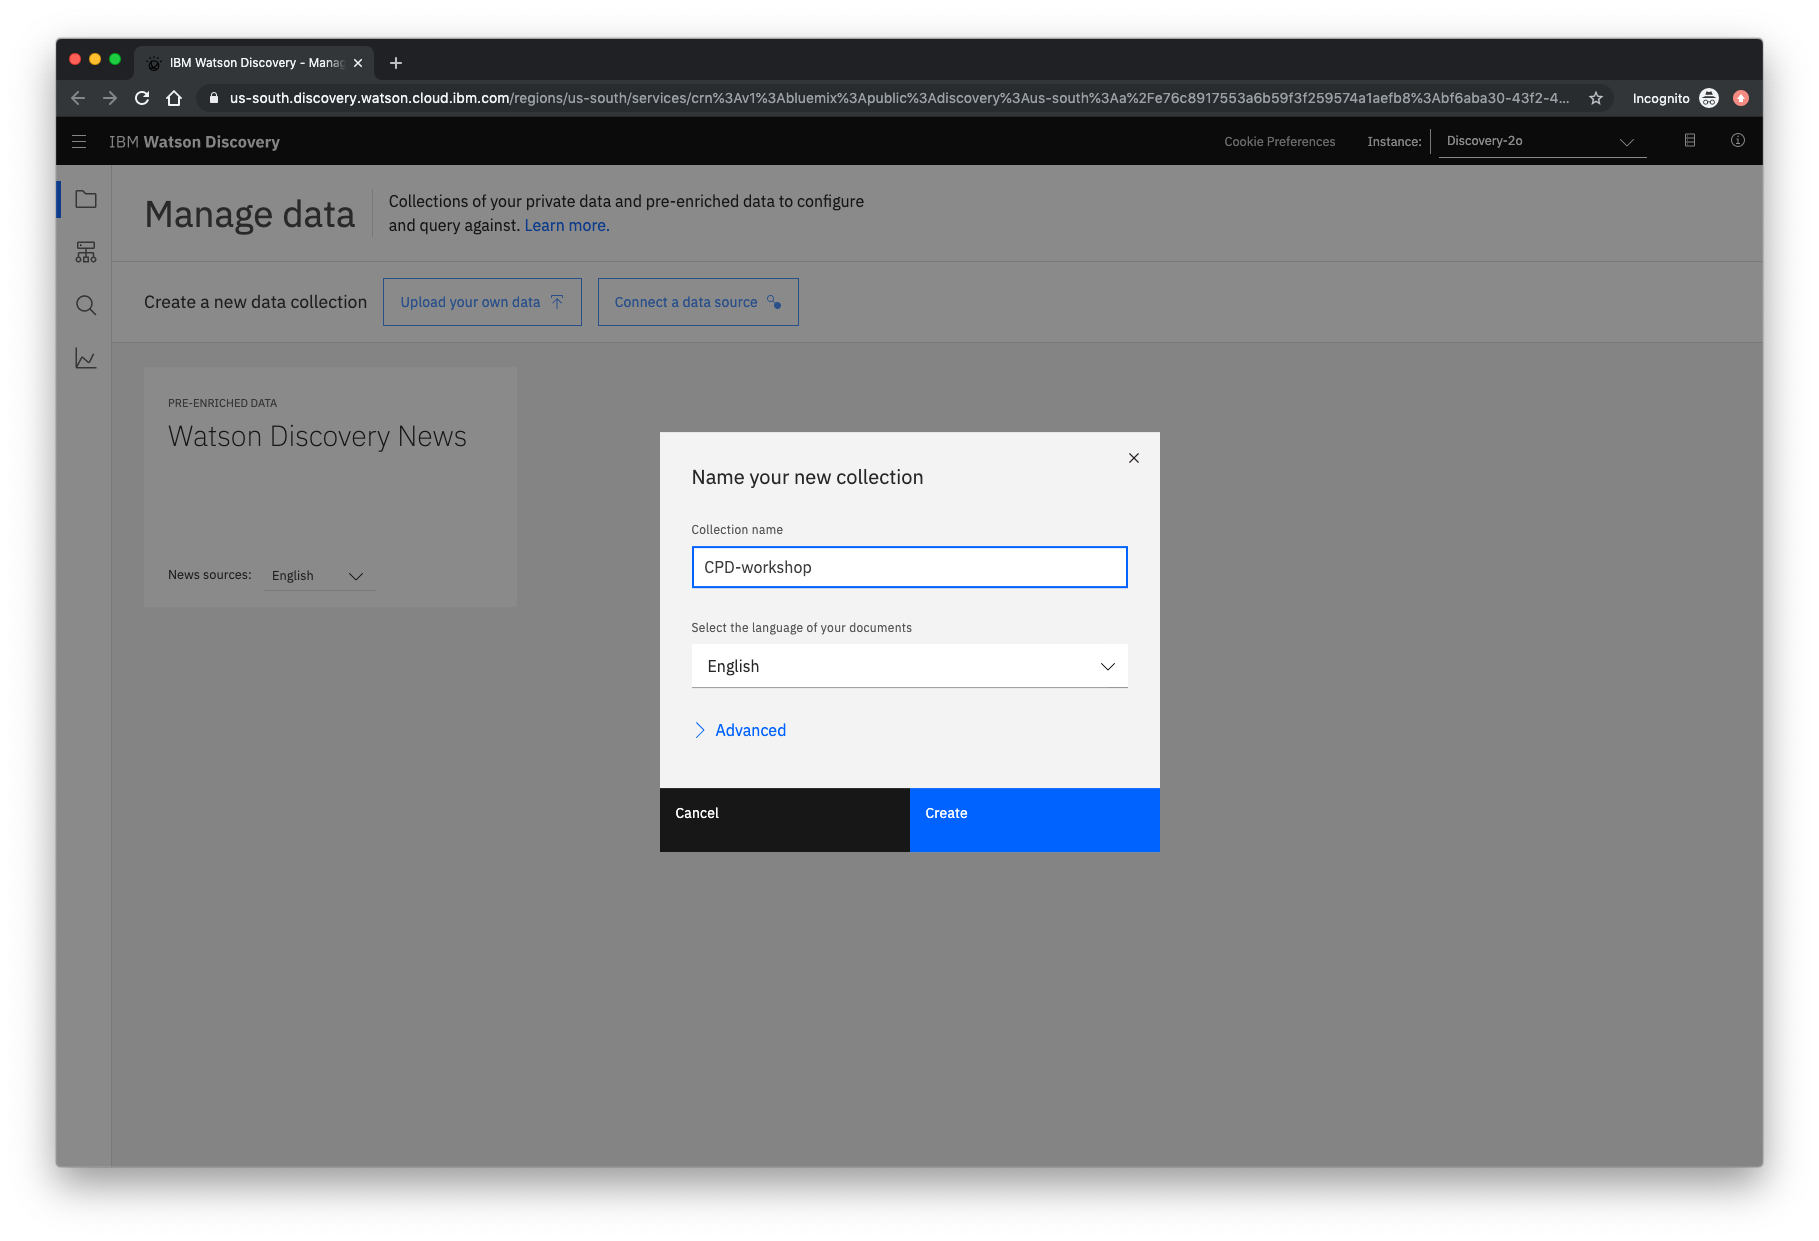 IBM Watson Discovery - Manag
us-south.discovery.watson.cloud.ibm.com/regions/us-south/services/crn%3Av1%3Abluemix%3Apublic%3Adiscovery%3Aus-south%3Aa%2Fe76c8917553a6b59f3f259574a1aefb8%3Abf6aba30-43f2-4...
Incognito
IBM Watson Discovery
Cookie Preferences
Instance:
Discovery-2o
Manage data
Collections of your private data and pre-enriched data to configure
and query against. Learn more.
Create a new data collection
Upload your own data
Connect a data source
PRE-ENRICHED DATA
Watson Discovery News
News sources:
English
Name your new collection
Collection name
CPD-workshop
Select the language of your documents
English
Advanced
Cancel
Create